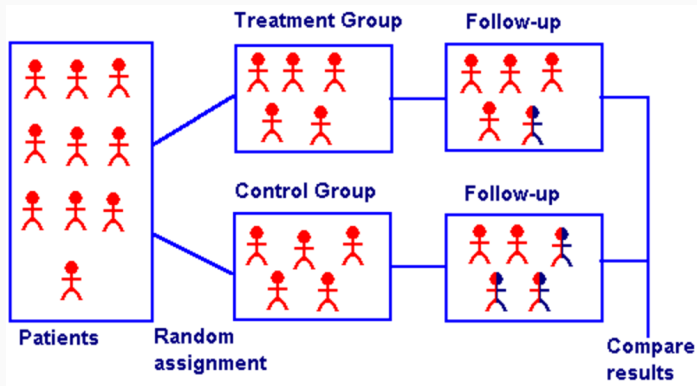 Treatment Group
Follow-up
Control Group
Follow-up
Patients
Random
assignment
Compare
results